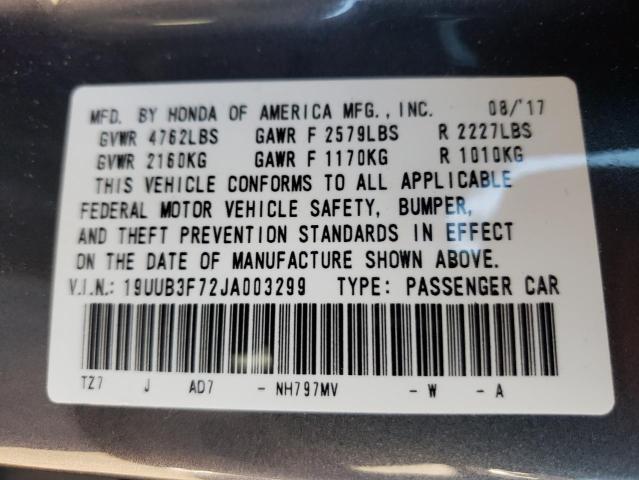 MFD. BY HONDA OF AMERICA MFG., INC. 08/'17
GVWR 4762LBS GAWR F 2579LBS R 2227LBS
GVWR 2160KG GAWR F 1170KG R 1010KG
THIS VEHICLE CONFORMS TO ALL APPLICABLE
FEDERAL MOTOR VEHICLE SAFETY, BUMPER,
AND THEFT PREVENTION STANDARDS IN EFFECT
ON THE DATE OF MANUFACTURE SHOWN ABOVE.
V.I.N.: 19UUB3F72JA003299 TYPE: PASSENGER CAR
TZ7 J AD7 - NH797MV - W - A